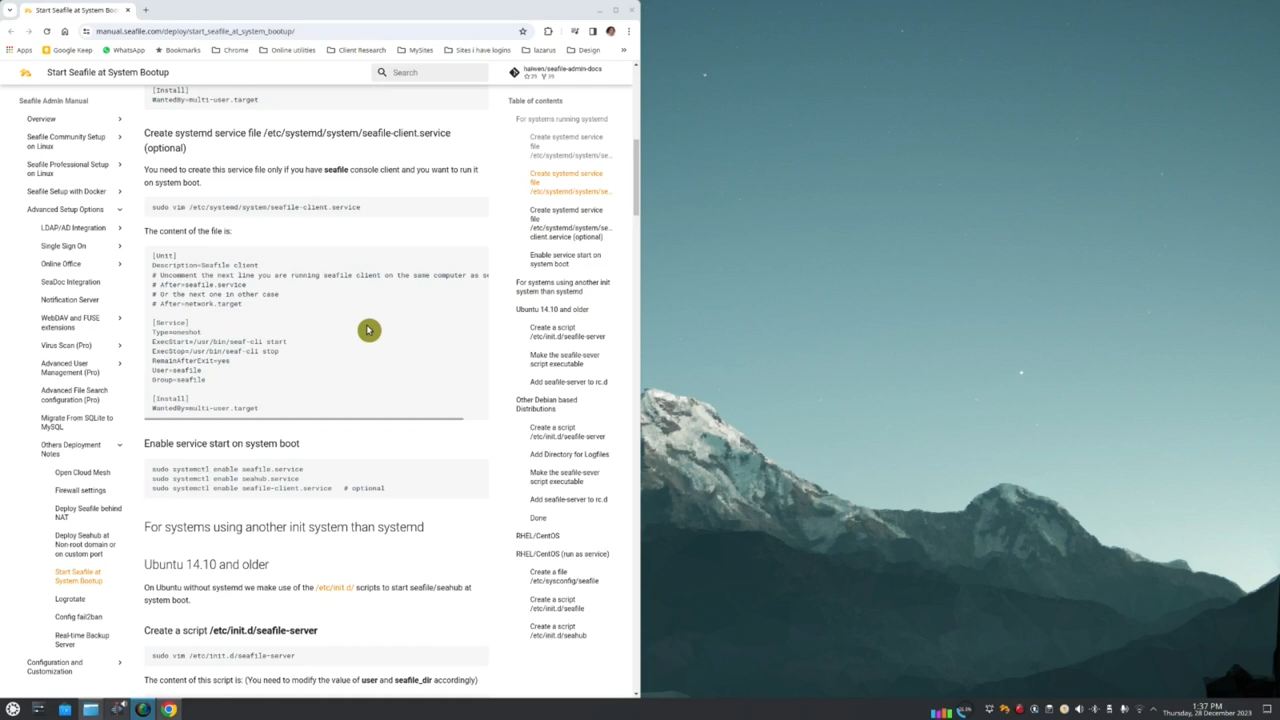 Start Seafile at System Boo
manual.seafile.com/deploy/start_seafile_at_system_bootup/
Apps
Google Keep
WhatsApp
Bookmarks
Chrome
Online utilities
Client Research
MySites
Sites i have logins
lazarus
Design
»
Start Seafile at System Bootup
Search
haiwen/seafile-admin-docs
Seafile Admin Manual
Overview
Seafile Community Setup
on Linux
Seafile Professional Setup
on Linux
Seafile Setup with Docker
Advanced Setup Options
LDAP/AD Integration
Single Sign On
Online Office
SeaDoc Integration
Notification Server
WebDAV and FUSE
extensions
Virus Scan (Pro)
Advanced User
Management (Pro)
Advanced File Search
configuration (Pro)
Migrate From SQLite to
MySQL
Others Deployment
Notes
Open Cloud Mesh
Firewall settings
Deploy Seafile behind
NAT
Deploy Seahub at
Non-root domain or
on custom port
Start Seafile at
System Bootup
Logrotate
Config fail2ban
Real-time Backup
Server
Configuration and
Customization
[Install]
WantedBy=multi-user.target
Create systemd service file /etc/systemd/system/seafile-client.service
(optional)
You need to create this service file only if you have seafile console client and you want to run it
on system boot.
sudo vim /etc/systemd/system/seafile-client.service
The content of the file is:
[Unit]
Description=Seafile client
# Uncomment the next line you are running seafile client on the same computer as se
# After=seafile.service
# Or the next one in other case
# After=network.target
[Service]
Type=oneshot
ExecStart=/usr/bin/seaf-cli start
ExecStop=/usr/bin/seaf-cli stop
RemainAfterExit=yes
User=seafile
Group=seafile
[Install]
WantedBy=multi-user.target
Enable service start on system boot
sudo systemctl enable seafile.service
sudo systemctl enable seahub.service
sudo systemctl enable seafile-client.service   # optional
For systems using another init system than systemd
Ubuntu 14.10 and older
On Ubuntu without systemd we make use of the /etc/init.d/ scripts to start seafile/seahub at
system boot.
Create a script /etc/init.d/seafile-server
sudo vim /etc/init.d/seafile-server
The content of this script is: (You need to modify the value of user and seafile_dir accordingly)
Table of contents
For systems running systemd
Create systemd service
file
/etc/systemd/system/se...
Create systemd service
file
/etc/systemd/system/se...
Create systemd service
file
/etc/systemd/system/seafile-
client.service (optional)
Enable service start on
system boot
For systems using another init
system than systemd
Ubuntu 14.10 and older
Create a script
/etc/init.d/seafile-server
Make the seafile-sever
script executable
Add seafile-server to rc.d
Other Debian based
Distributions
Create a script
/etc/init.d/seafile-server
Add Directory for Logfiles
Make the seafile-sever
script executable
Add seafile-server to rc.d
Done
RHEL/CentOS
RHEL/CentOS (run as service)
Create a file
/etc/sysconfig/seafile
Create a script
/etc/init.d/seafile
Create a script
/etc/init.d/seahub
1:37 PM
Thursday, 28 December 2023